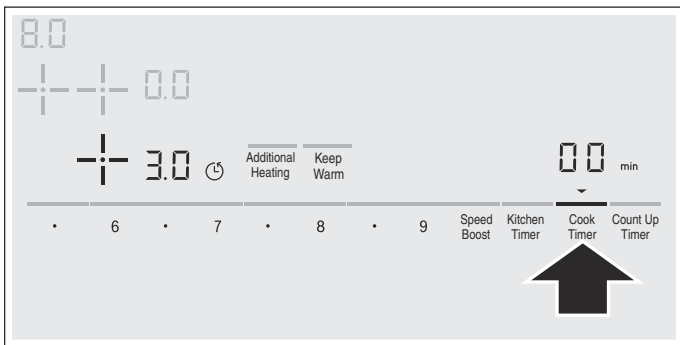 8.0
0.0
3.0
Additional
Heating
Keep
Warm
00 min
· 6 · 7 · 8 · 9
Speed
Boost
Kitchen
Timer
Cook
Timer
Count Up
Timer